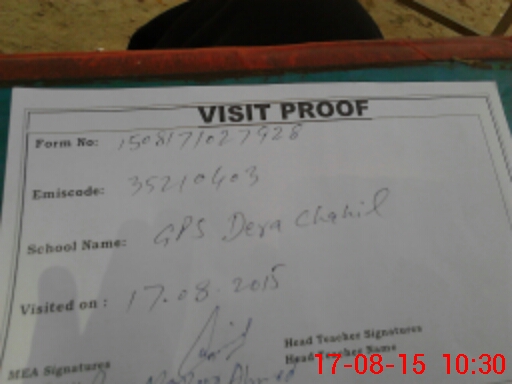 VISIT PROOF
Form No: 1508171027928
Emiscode: 35210403
School Name: GPS Dera Chahil
Visited on : 17.08.2015
Head Teacher Signatures
MEA Signatures Head Teacher Name
Ahmed
17-08-15 10:30